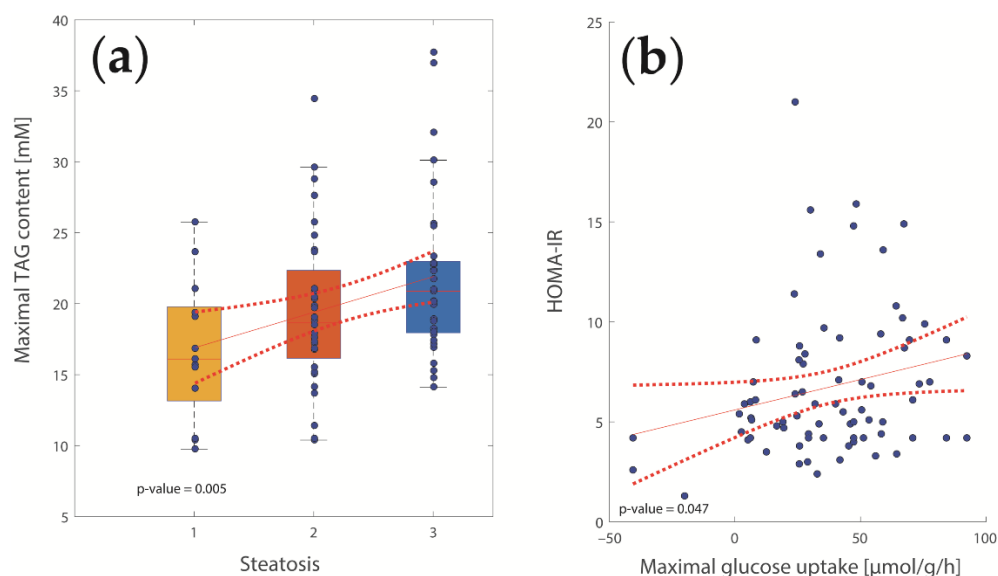 (a)
Maximal TAG content [mM]
40
35
30
25
20
15
10
5
p-value = 0.005
1 2 3
Steatosis
(b)
HOMA-IR
25
20
15
10
5
0
p-value = 0.047
−50 0 50 100
Maximal glucose uptake [µmol/g/h]